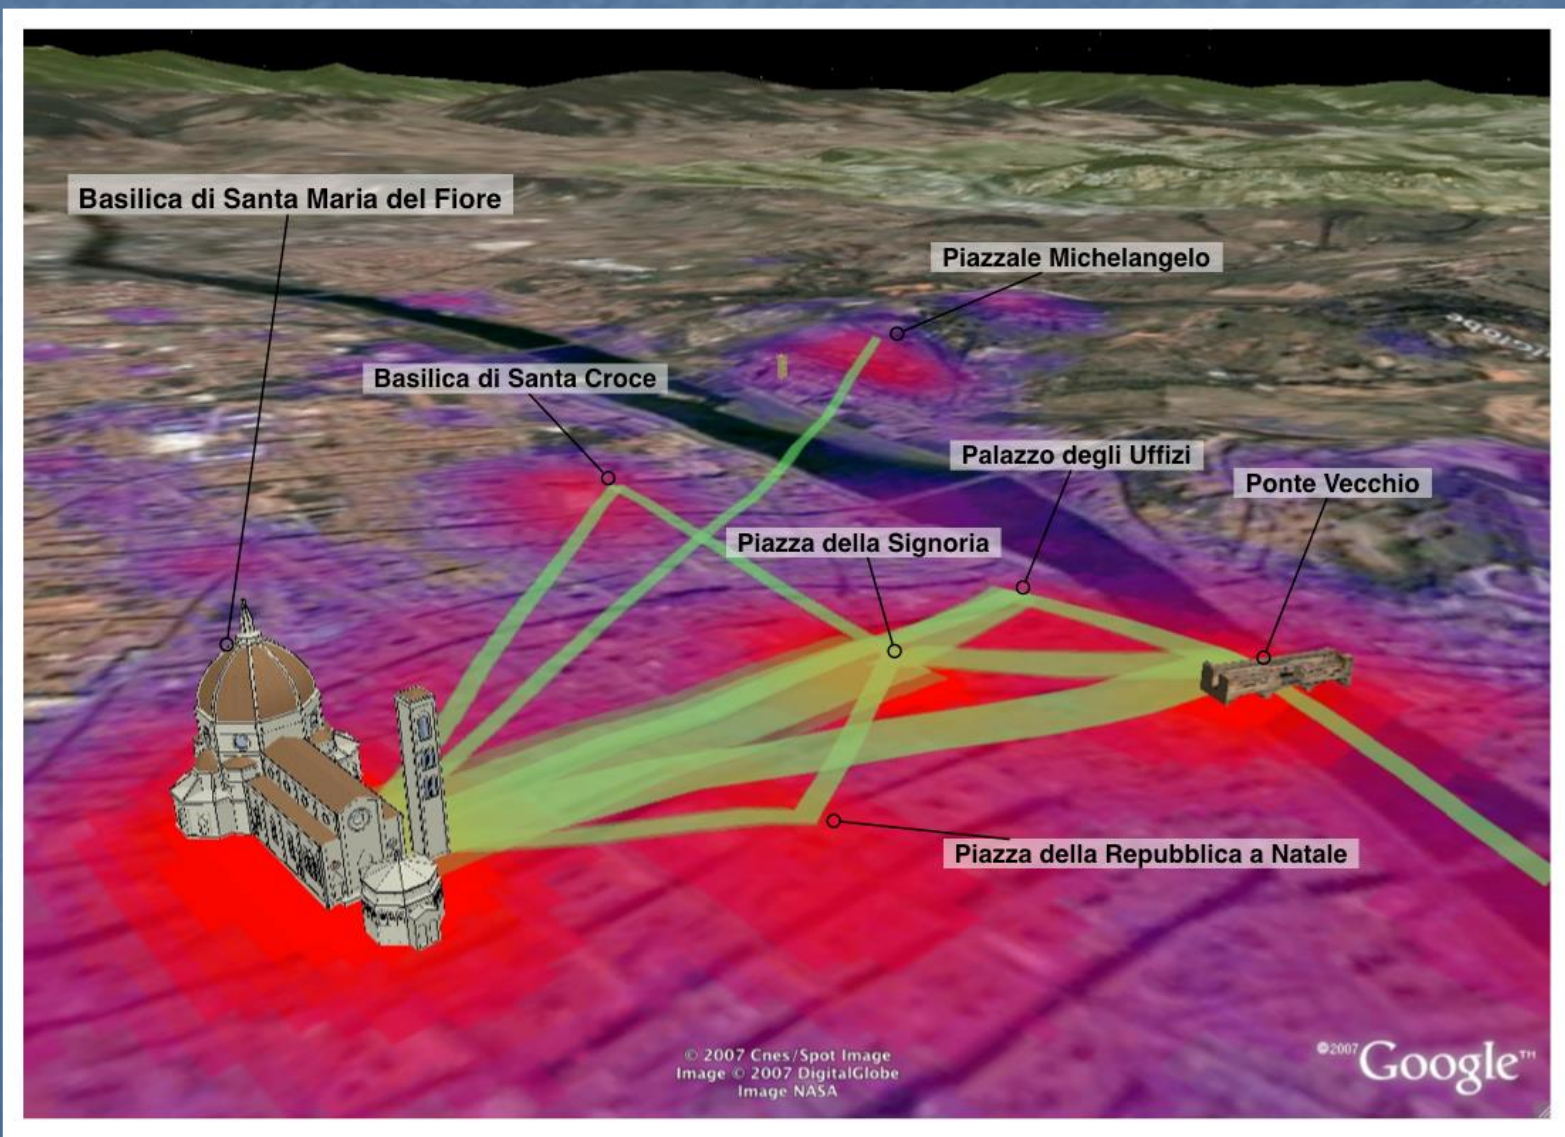 Basilica di Santa Maria del Fiore
Piazzale Michelangelo
Basilica di Santa Croce
Palazzo degli Uffizi
Ponte Vecchio
Piazza della Signoria
Piazza della Repubblica a Natale
© 2007 Cnes/Spot Image
Image © 2007 DigitalGlobe
Image NASA
©2007 Google™